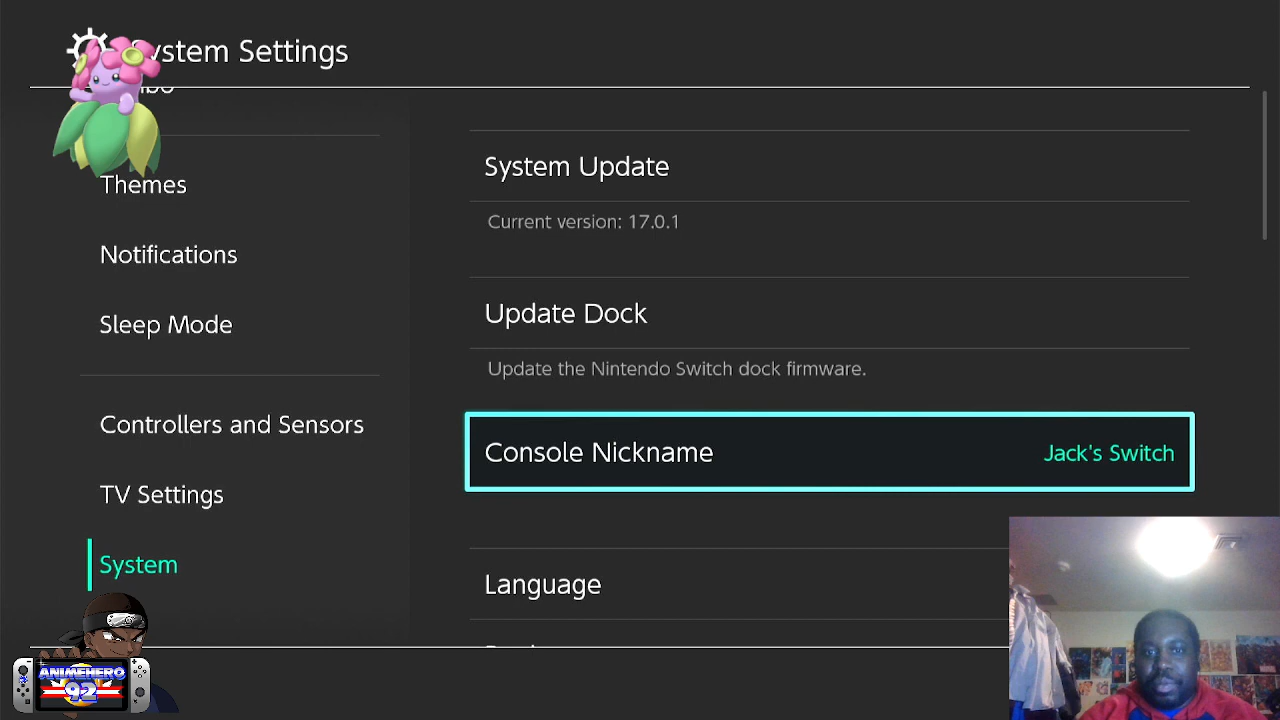 System Settings
Themes
Notifications
Sleep Mode
Controllers and Sensors
TV Settings
System
System Update
Current version: 17.0.1
Update Dock
Update the Nintendo Switch dock firmware.
Console Nickname
Jack's Switch
Language
ANIMEHERO
92